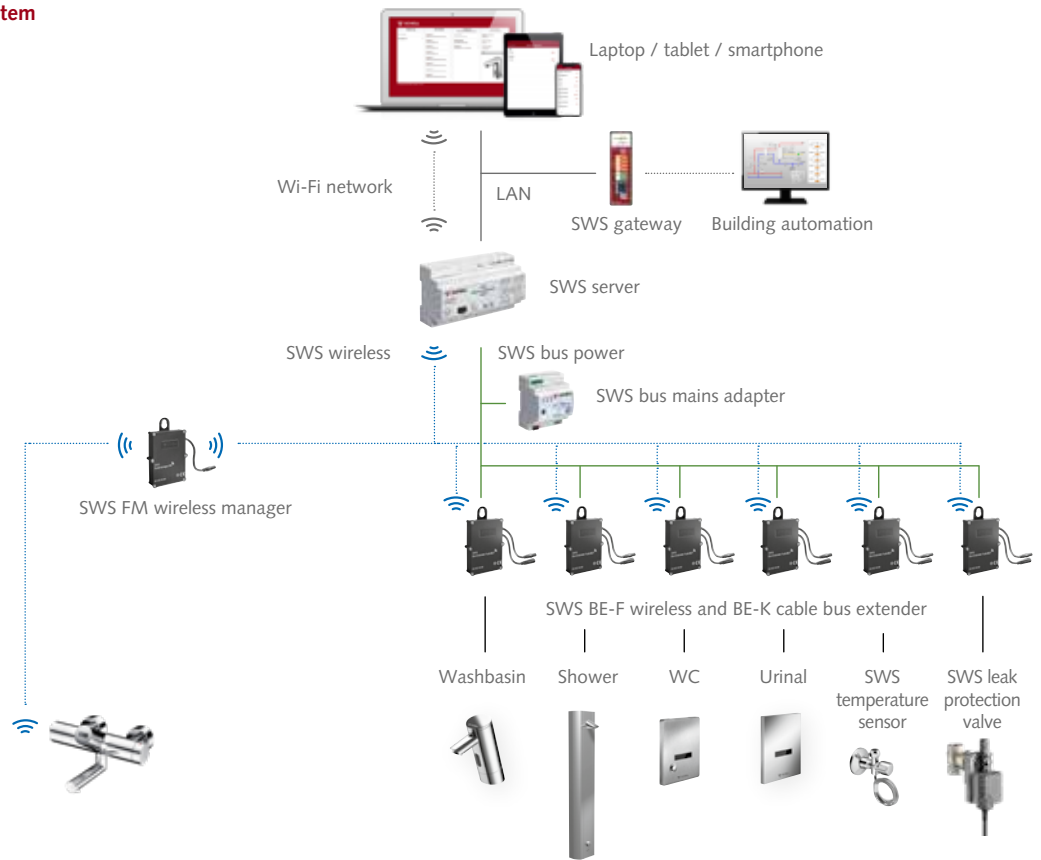 tem
Laptop / tablet / smartphone
Wi-Fi network
LAN
SWS gateway
Building automation
SWS server
SWS wireless
SWS bus power
SWS bus mains adapter
SWS FM wireless manager
SWS BE-F wireless and BE-K cable bus extender
Washbasin
Shower
WC
Urinal
SWS
temperature
sensor
SWS leak
protection
valve